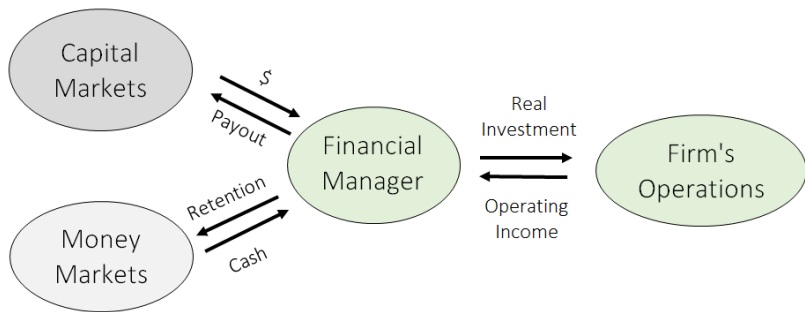 Capital
Markets
$
Payout
Financial
Manager
Real
Investment
Firm's
Operations
Operating
Income
Retention
Cash
Money
Markets